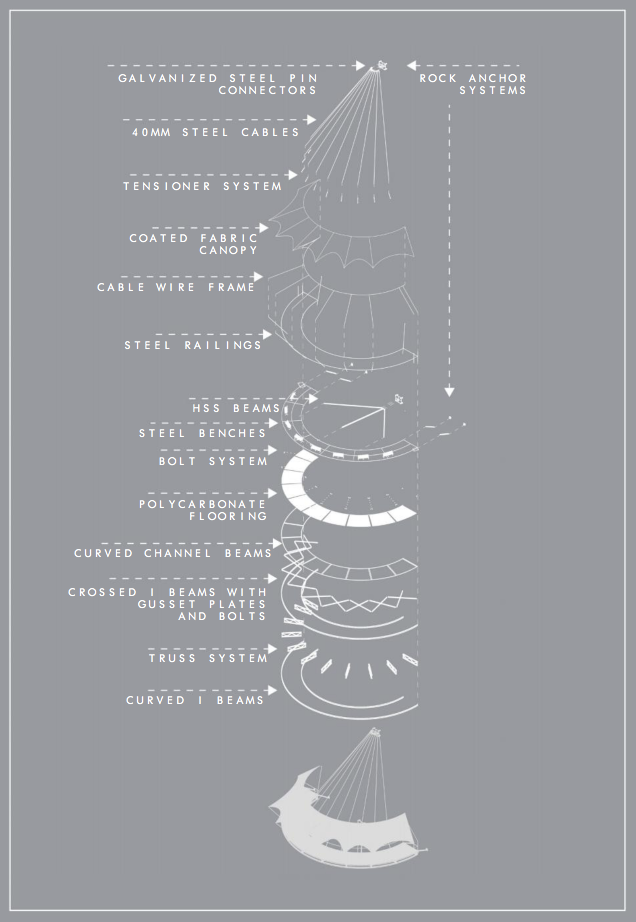 GALVANIZED STEEL PIN
CONNECTORS
ROCK ANCHOR
SYSTEMS
40MM STEEL CABLES
TENSIONER SYSTEM
COATED FABRIC
CANOPY
CABLE WIRE FRAME
STEEL RAILINGS
HSS BEAMS
STEEL BENCHES
BOLT SYSTEM
POLYCARBONATE
FLOORING
CURVED CHANNEL BEAMS
CROSSED I BEAMS WITH
GUSSET PLATES
AND BOLTS
TRUSS SYSTEM
CURVED I BEAMS